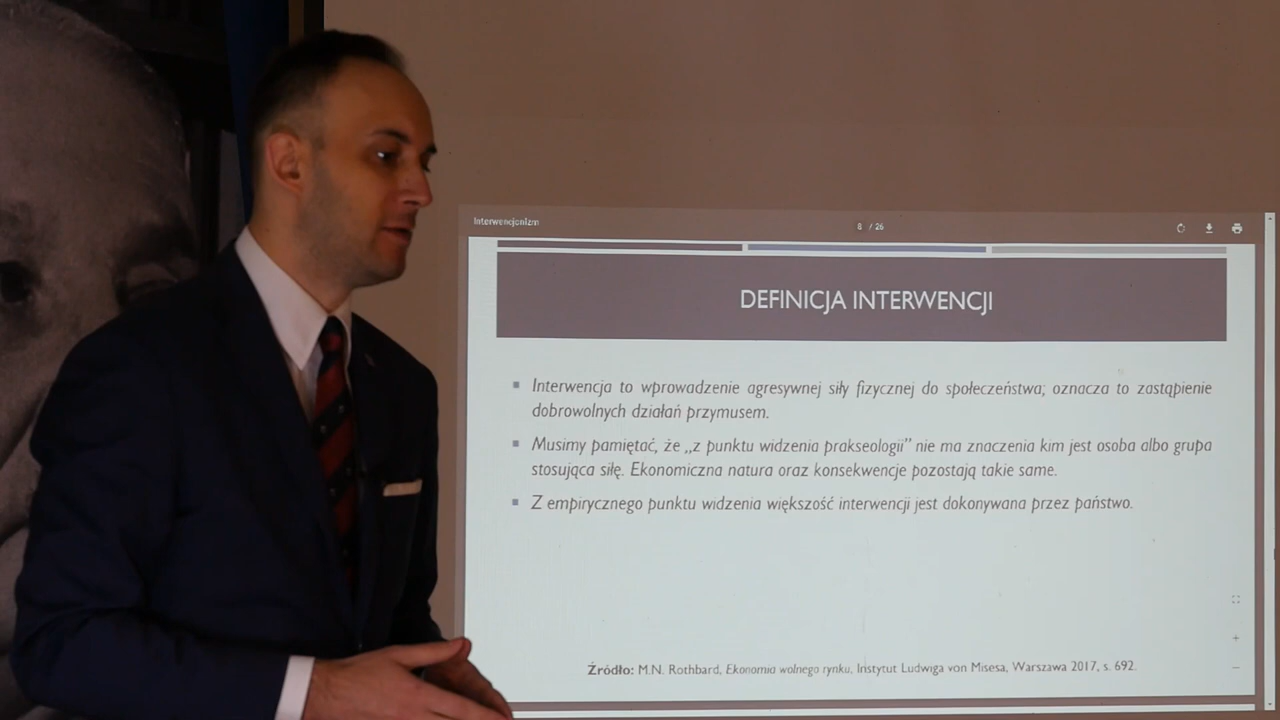 Interwencjonizm
8 / 26
DEFINICJA INTERWENCJI
Interwencja to wprowadzenie agresywnej siły fizycznej do społeczeństwa; oznacza to zastąpienie
dobrowolnych działań przymusem.
Musimy pamiętać, że „z punktu widzenia prakseologii” nie ma znaczenia kim jest osoba albo grupa
stosująca siłę. Ekonomiczna natura oraz konsekwencje pozostają takie same.
Z empirycznego punktu widzenia większość interwencji jest dokonywana przez państwo.
Źródło: M.N. Rothbard, Ekonomia wolnego rynku, Instytut Ludwiga von Misesa, Warszawa 2017, s. 692.